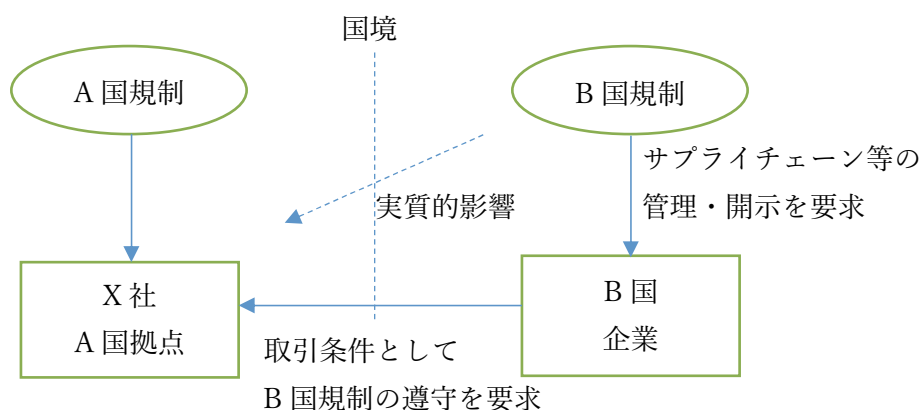 国境
A 国規制
B 国規制
サプライチェーン等の
管理・開示を要求
実質的影響
X 社
A 国拠点
B 国
企業
取引条件として
B 国規制の遵守を要求